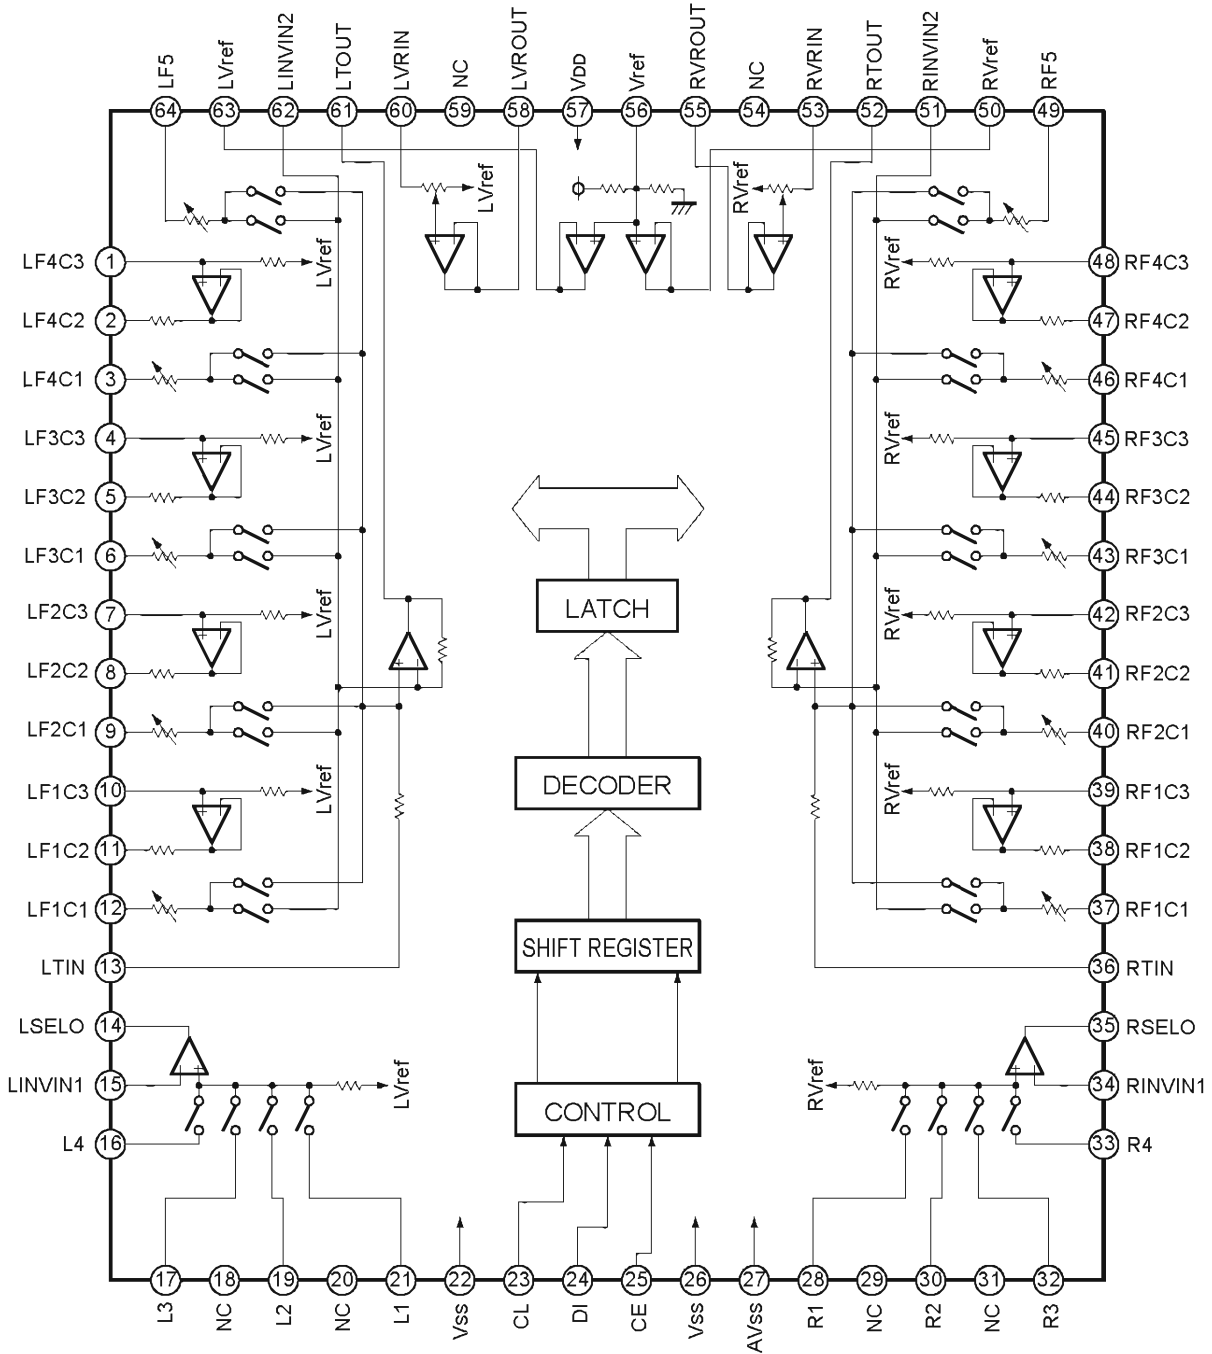 LF5
LVref
LINVIN2
LTOUT
LVRIN
NC
LVROUT
VDD
Vref
RVROUT
NC
RVRIN
RTOUT
RINVIN2
RVref
RF5
64
63
62
61
60
59
58
57
56
55
54
53
52
51
50
49
LVref
RVref
LF4C3 1
LVref
RVref
48 RF4C3
LF4C2 2
47 RF4C2
LF4C1 3
46 RF4C1
LF3C3 4
LVref
RVref
45 RF3C3
LF3C2 5
44 RF3C2
LF3C1 6
43 RF3C1
LATCH
LF2C3 7
LVref
RVref
42 RF2C3
LF2C2 8
41 RF2C2
LF2C1 9
40 RF2C1
DECODER
LF1C3 10
LVref
RVref
39 RF1C3
LF1C2 11
38 RF1C2
LF1C1 12
37 RF1C1
SHIFT REGISTER
LTIN 13
36 RTIN
LSELO 14
35 RSELO
LINVIN1 15
LVref
RVref
34 RINVIN1
CONTROL
L4 16
33 R4
17
18
19
20
21
22
23
24
25
26
27
28
29
30
31
32
L3
NC
L2
NC
L1
Vss
CL
DI
CE
Vss
AVss
R1
NC
R2
NC
R3